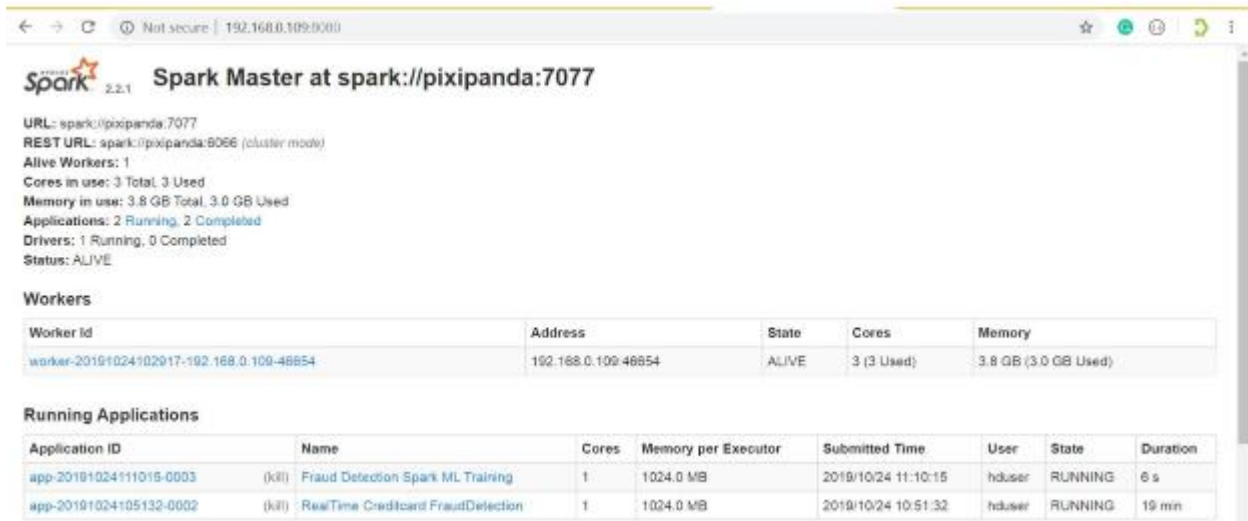 Not secure | 192.168.0.109:8080
Spark 2.2.1 Spark Master at spark://pixipanda:7077
URL: spark://pixipanda:7077
REST URL: spark://pixipanda:6066 (cluster mode)
Alive Workers: 1
Cores in use: 3 Total, 3 Used
Memory in use: 3.8 GB Total, 3.0 GB Used
Applications: 2 Running, 2 Completed
Drivers: 1 Running, 0 Completed
Status: ALIVE
Workers
Worker Id Address State Cores Memory
worker-20191024102917-192.168.0.109-46654 192.168.0.109:46654 ALIVE 3 (3 Used) 3.8 GB (3.0 GB Used)
Running Applications
Application ID Name Cores Memory per Executor Submitted Time User State Duration
app-20191024111015-0003 (kill) Fraud Detection Spark ML Training 1 1024.0 MB 2019/10/24 11:10:15 hduser RUNNING 6 s
app-20191024105132-0002 (kill) RealTime Creditcard FraudDetection 1 1024.0 MB 2019/10/24 10:51:32 hduser RUNNING 19 min